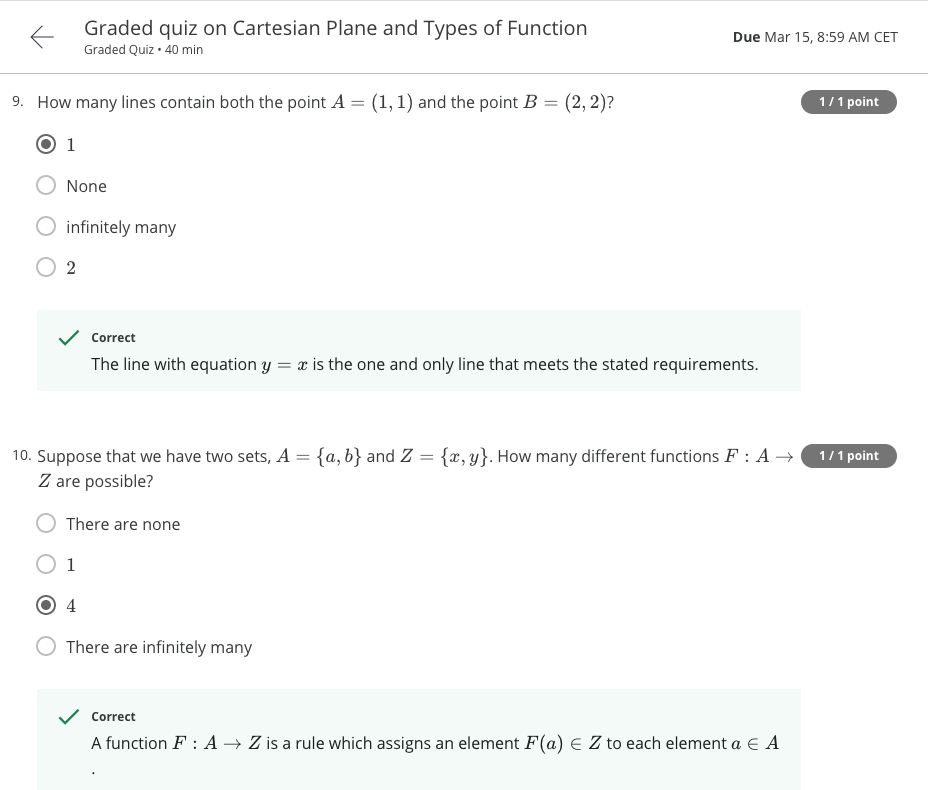 Graded quiz on Cartesian Plane and Types of Function
Graded Quiz • 40 min
Due Mar 15, 8:59 AM CET
9. How many lines contain both the point A = (1, 1) and the point B = (2, 2)?
1 / 1 point
1
None
infinitely many
2
Correct
The line with equation y = x is the one and only line that meets the stated requirements.
10. Suppose that we have two sets, A = {a, b} and Z = {x, y}. How many different functions F : A →
1 / 1 point
Z are possible?
There are none
1
4
There are infinitely many
Correct
A function F : A → Z is a rule which assigns an element F(a) ∈ Z to each element a ∈ A
.